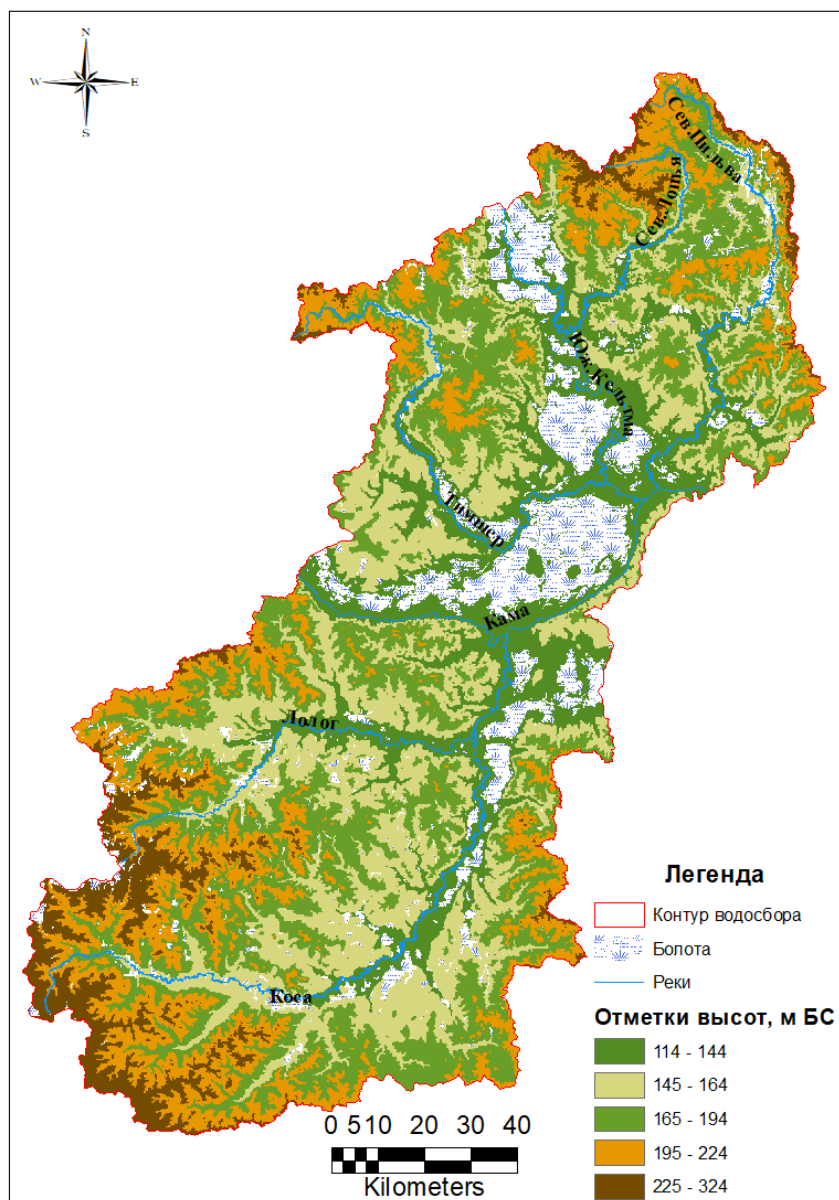 N
W E
S
Сев.Пильва
Сев.Лопья
Юж.Кельтма
Тимшер
Кама
Лолог
Коса
Легенда
Контур водосбора
Болота
Реки
Отметки высот, м БС
114 - 144
145 - 164
165 - 194
195 - 224
225 - 324
0 5 10 20 30 40
Kilometers